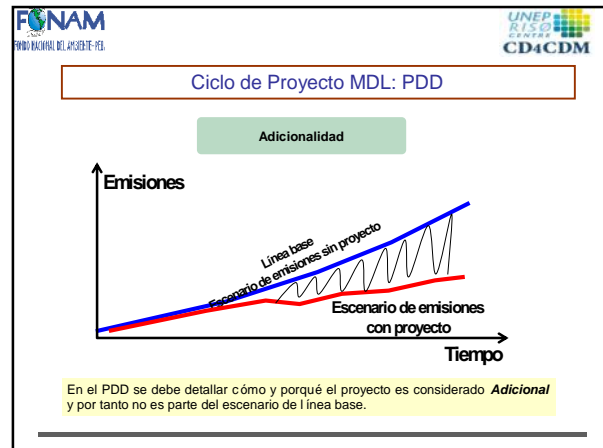 FONAM
FONDO NACIONAL DEL AMBIENTE-PERU
UNEP
RISØ
CENTRE
CD4CDM
Ciclo de Proyecto MDL: PDD
Adicionalidad
Emisiones
Línea base
Escenario de emisiones sin proyecto
Escenario de emisiones
con proyecto
Tiempo
En el PDD se debe detallar cómo y porqué el proyecto es considerado Adicional
y por tanto no es parte del escenario de l ínea base.